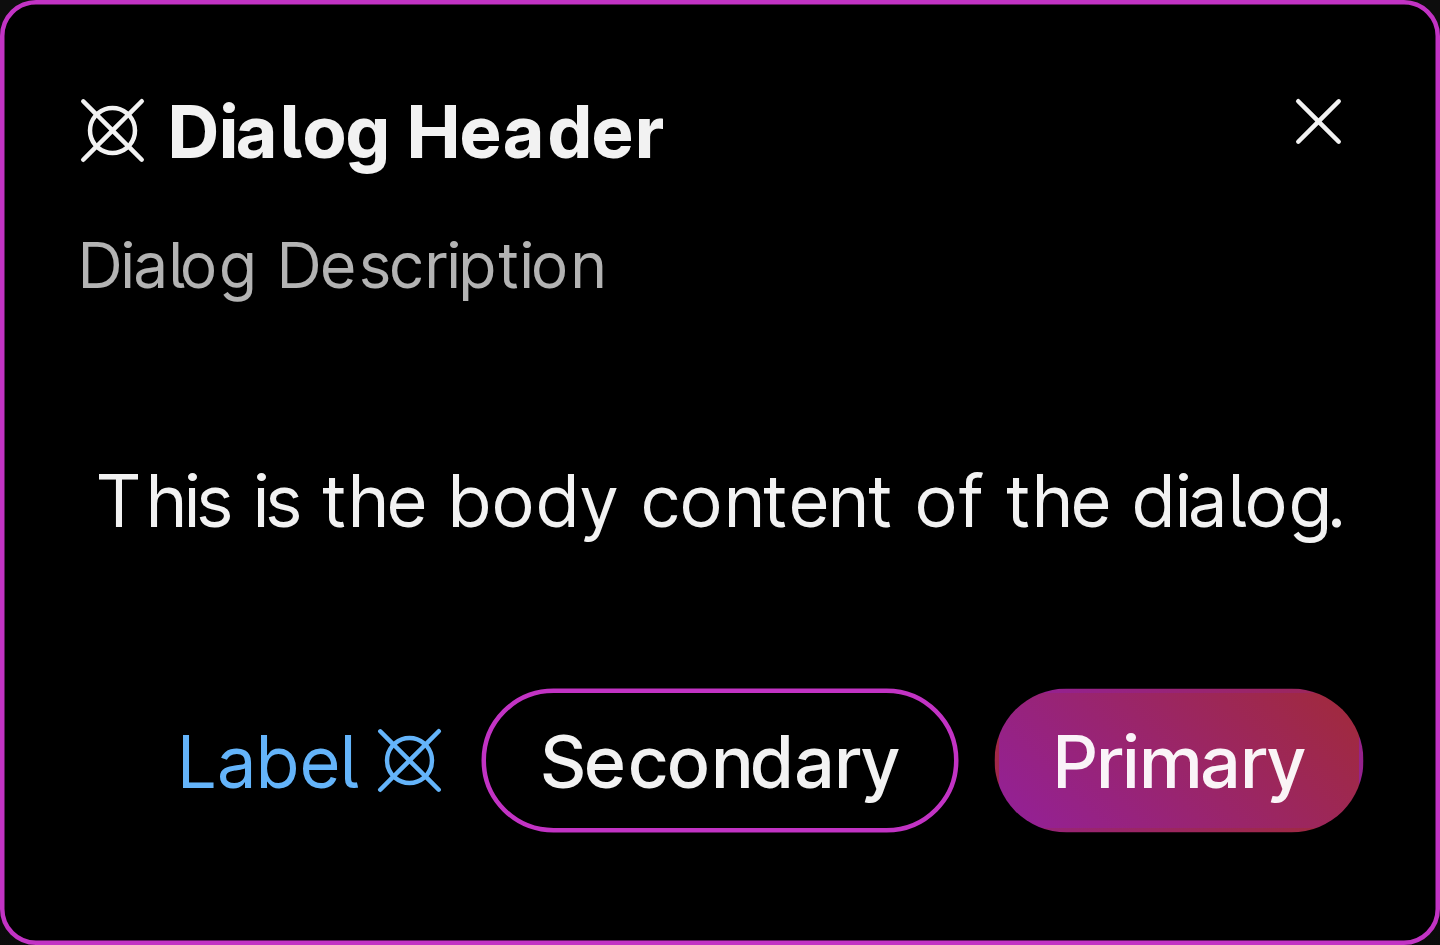 Dialog Header
Dialog Description
This is the body content of the dialog.
Label Secondary Primary